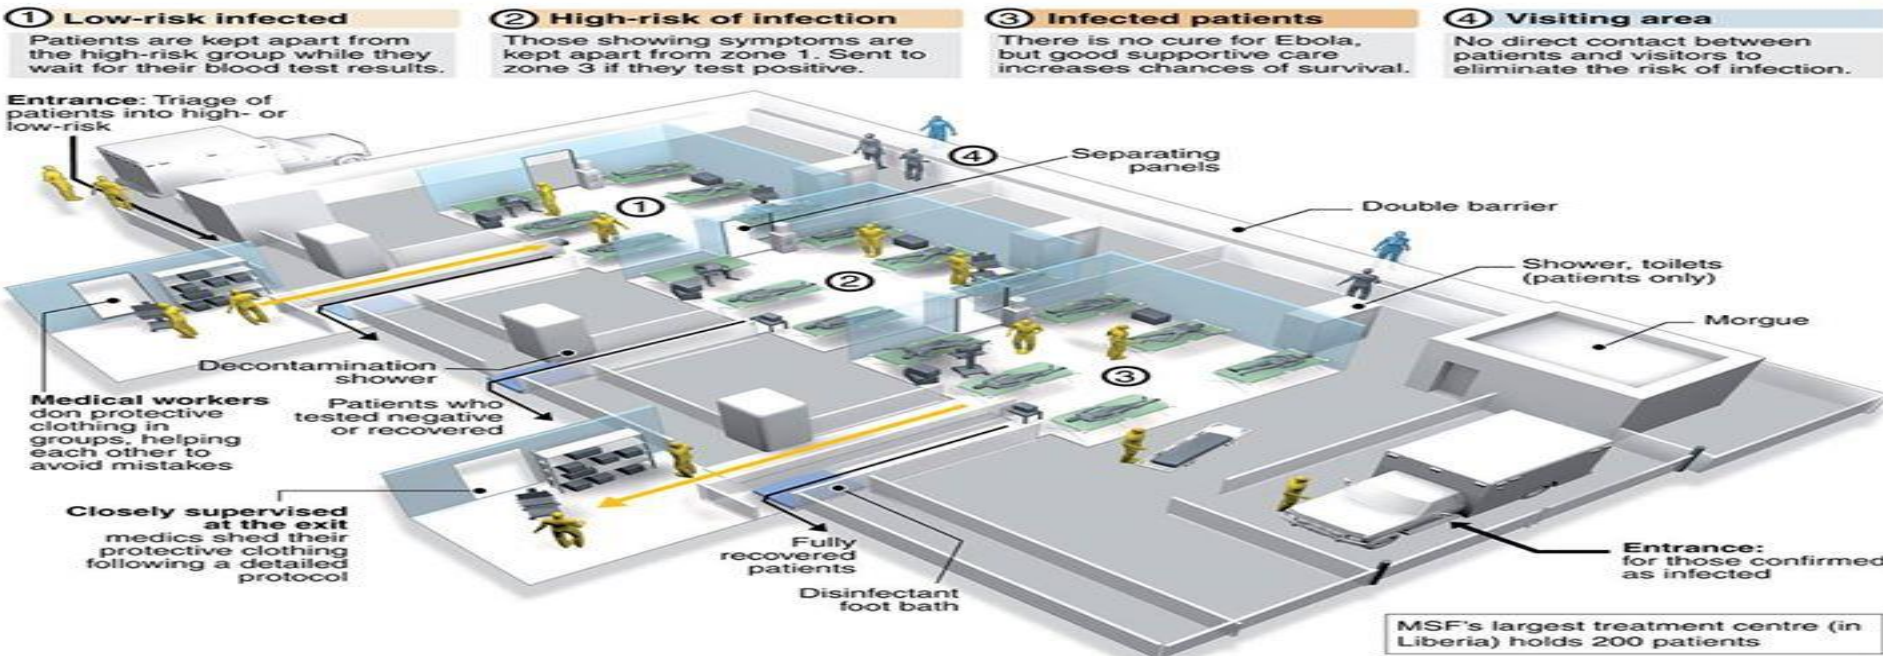 1 Low-risk infected
Patients are kept apart from
the high-risk group while they
wait for their blood test results.
2 High-risk of infection
Those showing symptoms are
kept apart from zone 1. Sent to
zone 3 if they test positive.
3 Infected patients
There is no cure for Ebola,
but good supportive care
increases chances of survival.
4 Visiting area
No direct contact between
patients and visitors to
eliminate the risk of infection.
Entrance: Triage of
patients into high- or
low-risk
4
Separating
panels
1
Double barrier
2
Shower, toilets
(patients only)
Morgue
3
Decontamination
shower
Medical workers
don protective
clothing in
groups, helping
each other to
avoid mistakes
Patients who
tested negative
or recovered
Closely supervised
at the exit
medics shed their
protective clothing
following a detailed
protocol
Fully
recovered
patients
Disinfectant
foot bath
Entrance:
for those confirmed
as infected
MSF's largest treatment centre (in
Liberia) holds 200 patients